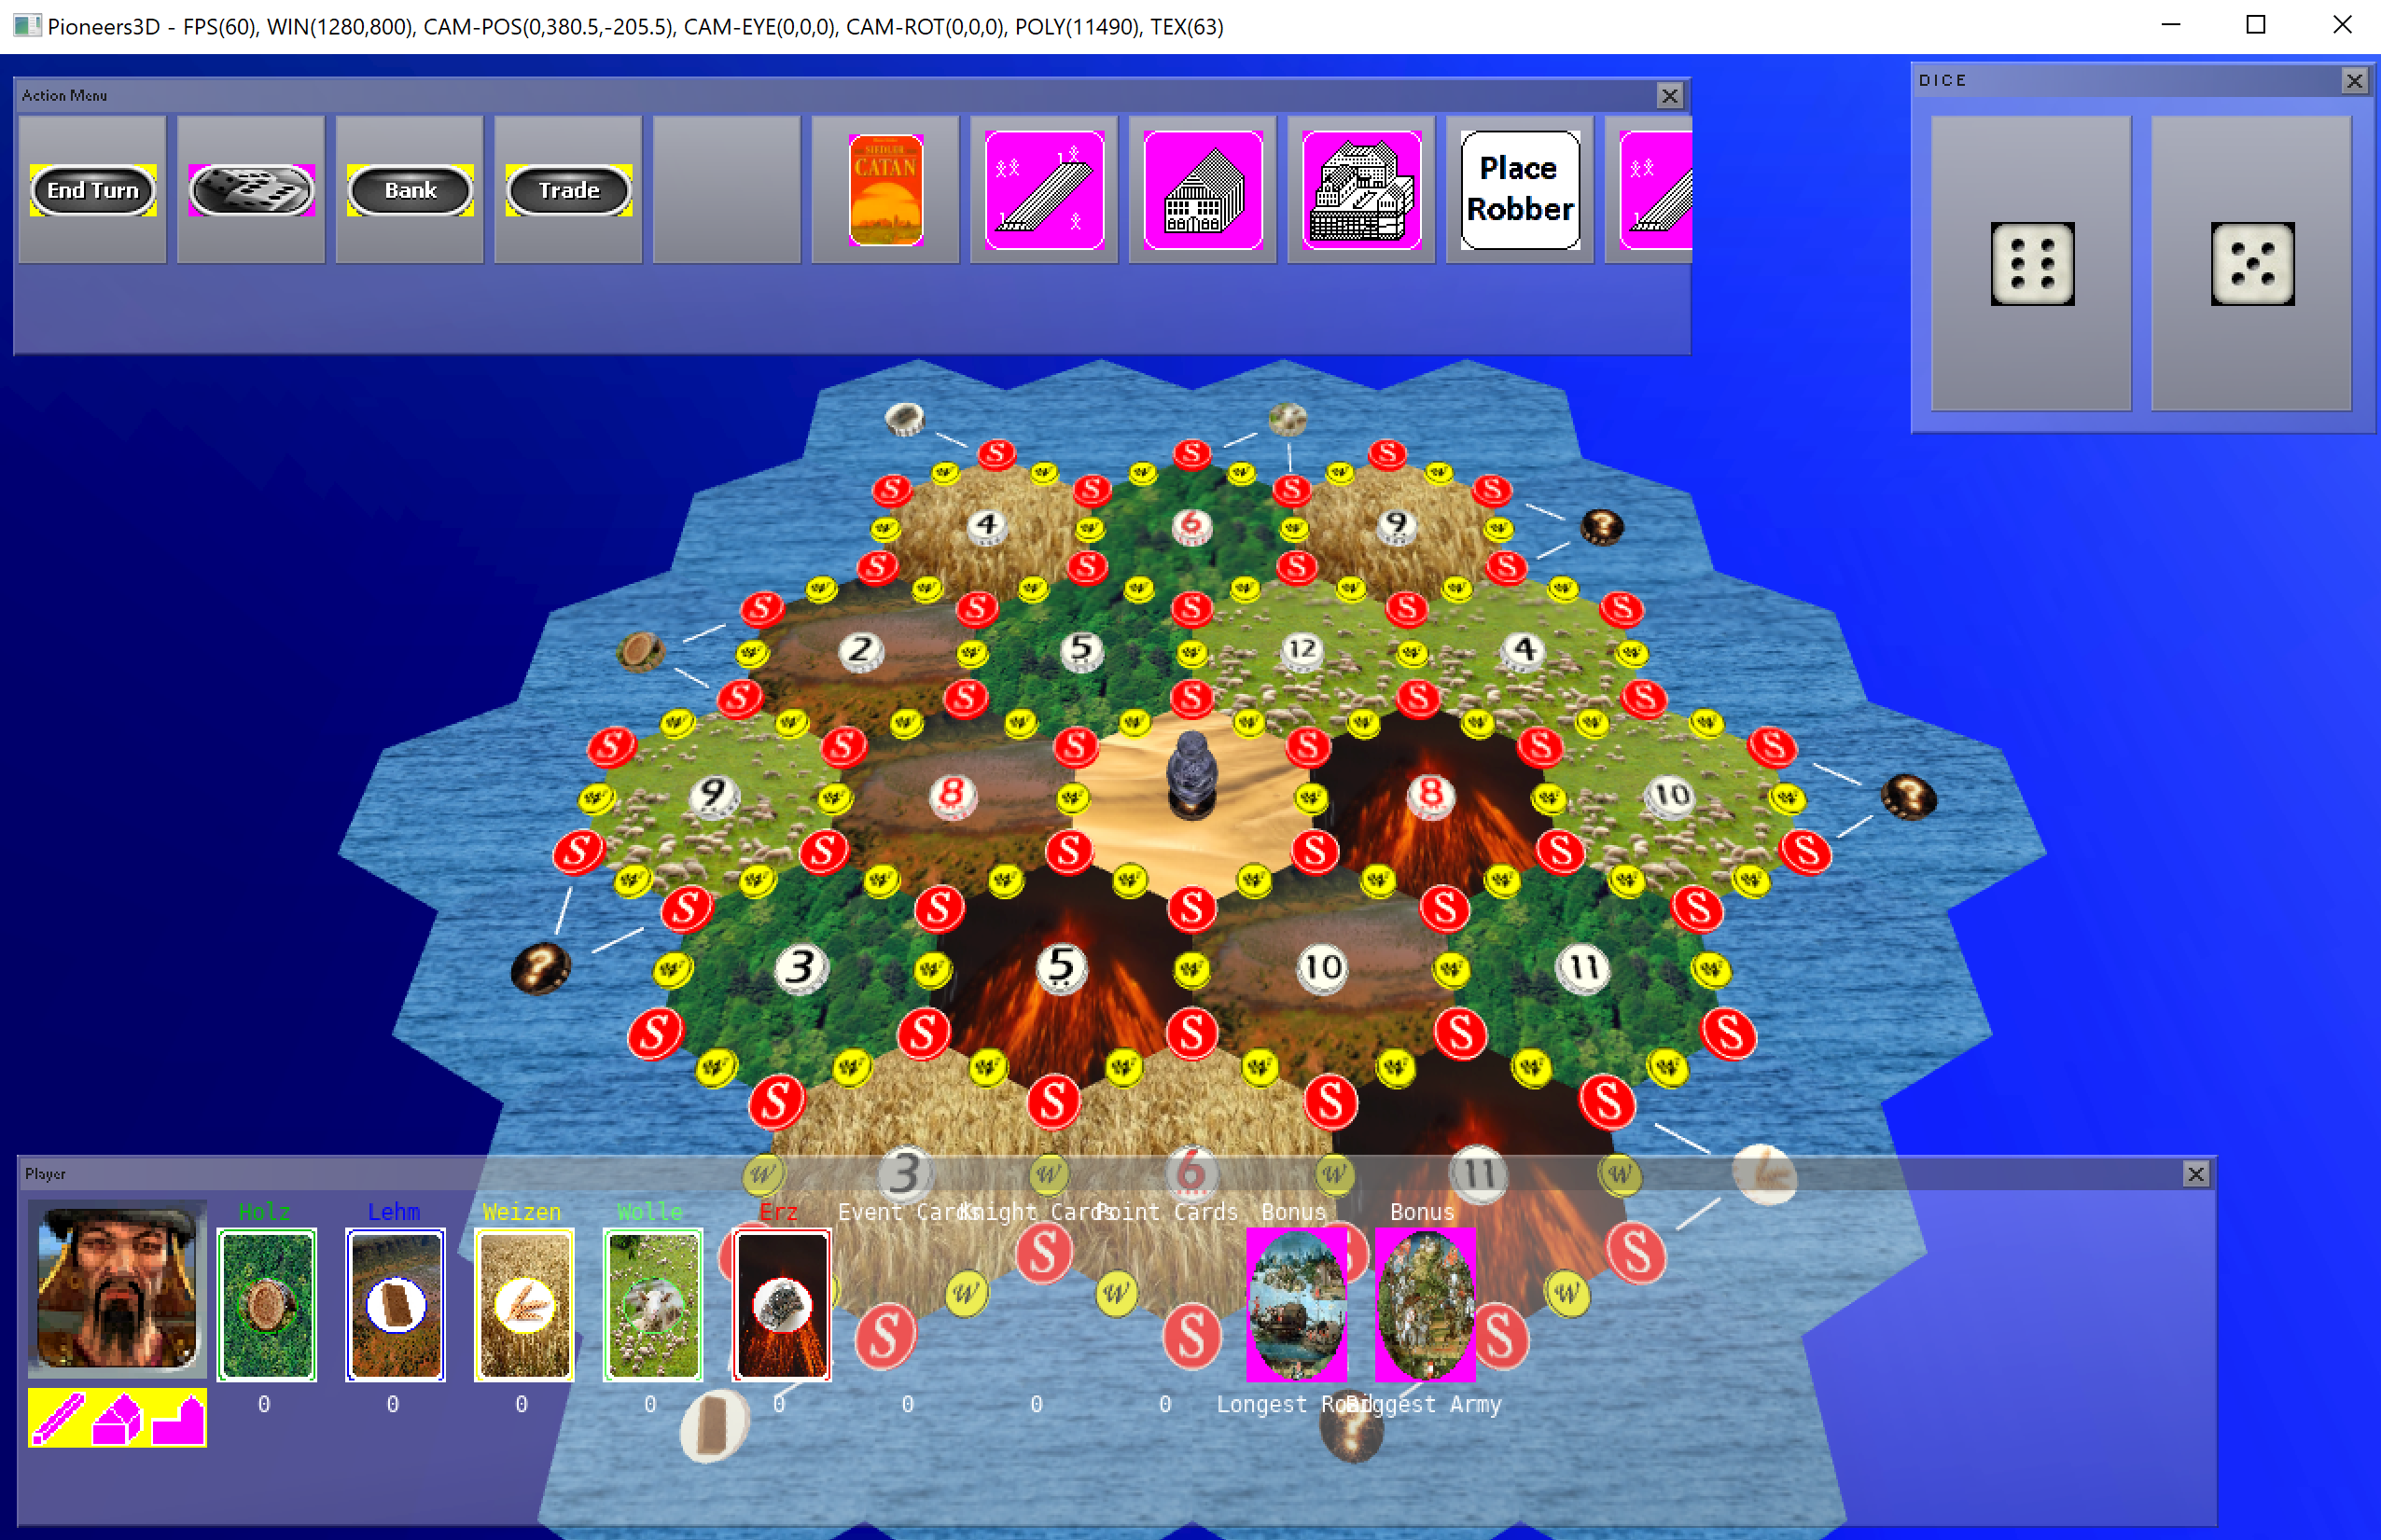 Pioneers3D - FPS(60), WIN(1280,800), CAM-POS(0,380.5,-205.5), CAM-EYE(0,0,0), CAM-ROT(0,0,0), POLY(11490), TEX(63)
Action Menu
DICE
End Turn
Bank
Trade
SIEDLER
CATAN
Place
Robber
1
1
1
S S S
S S S S
4 6 9
?
S S S S
S S S S S
2 5 12 4
S S S S S
S S S S S S
9 8 8 10
?
S S S S S S
S S S S S
?
3 5 10 11
S S S S S
S S S S
Player
W W W W
3 6 11
Holz Lehm Weizen Wolle Erz Event Cards Knight Cards Point Cards Bonus Bonus
S S S
W W W
S S S
0 0 0 0 0 0 0 0 Longest Road Biggest Army
?